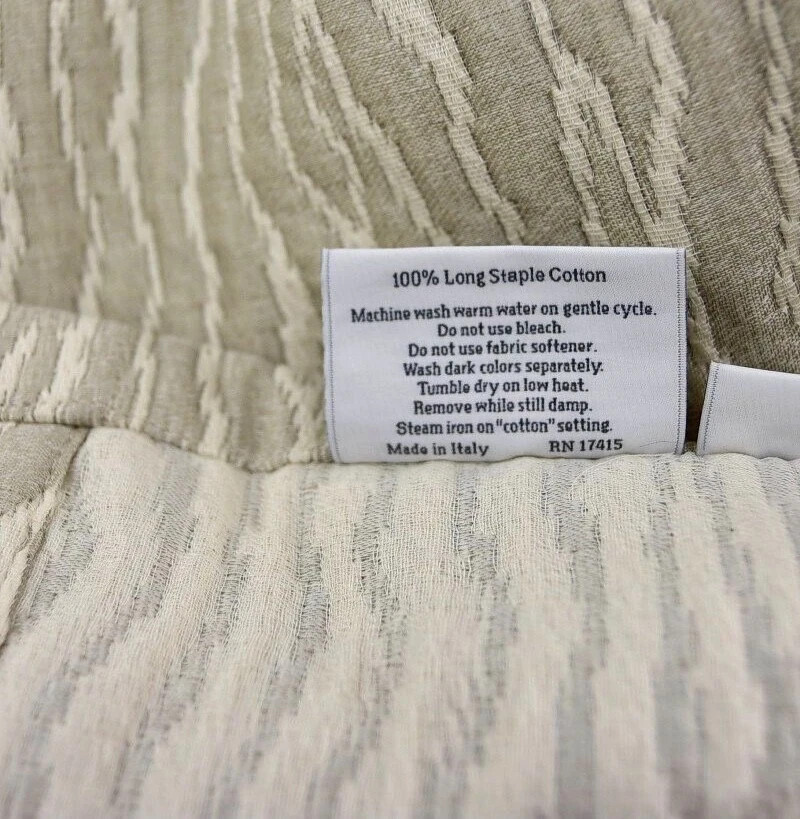 100% Long Staple Cotton
Machine wash warm water on gentle cycle.
Do not use bleach.
Do not use fabric softener.
Wash dark colors separately.
Tumble dry on low heat.
Remove while still damp.
Steam iron on "cotton" setting.
Made in Italy RN 17415